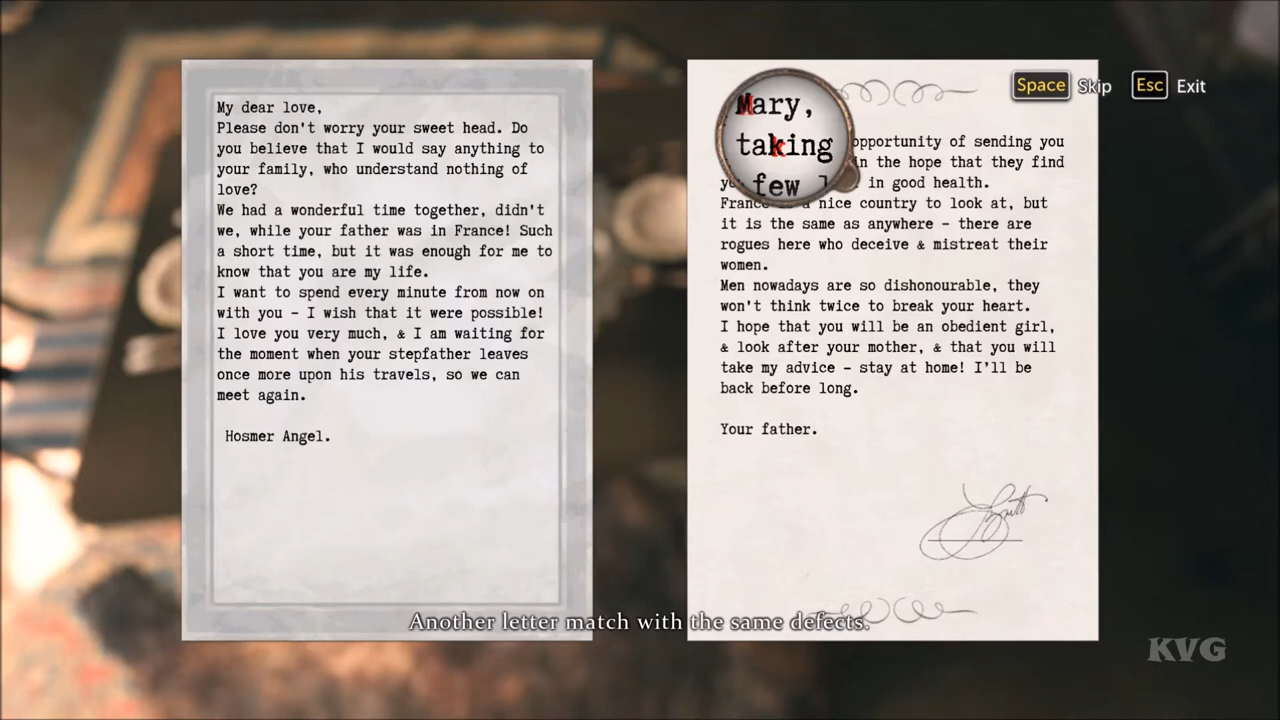 My dear love,
Please don't worry your sweet head. Do
you believe that I would say anything to
your family, who understand nothing of
love?
We had a wonderful time together, didn't
we, while your father was in France! Such
a short time, but it was enough for me to
know that you are my life.
I want to spend every minute from now on
with you – I wish that it were possible!
I love you very much, & I am waiting for
the moment when your stepfather leaves
once more upon his travels, so we can
meet again.
Hosmer Angel.
Mary,
taking opportunity of sending you
few in the hope that they find
in good health.
France is a nice country to look at, but
it is the same as anywhere – there are
rogues here who deceive & mistreat their
women.
Men nowadays are so dishonourable, they
won't think twice to break your heart.
I hope that you will be an obedient girl,
& look after your mother, & that you will
take my advice – stay at home! I'll be
back before long.
Your father.
Space Skip Esc Exit
Another letter match with the same defects.
KVG